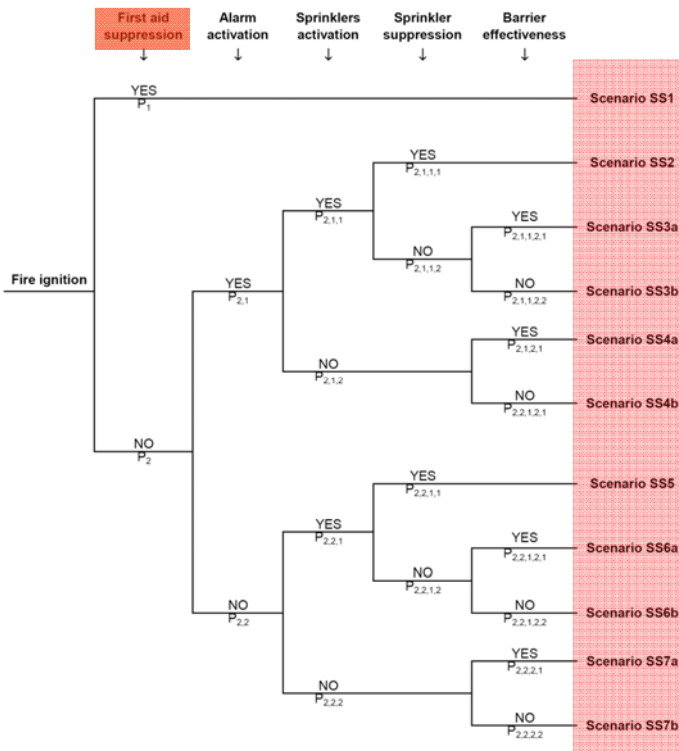 First aid suppression
Alarm activation
Sprinklers activation
Sprinkler suppression
Barrier effectiveness
YES
P1
Scenario SS1
YES
P2,1,1,1
Scenario SS2
YES
P2,1,1
YES
P2,1,1,2,1
Scenario SS3a
NO
P2,1,1,2
Fire ignition
YES
P2,1
NO
P2,1,1,2,2
Scenario SS3b
YES
P2,1,2,1
Scenario SS4a
NO
P2,1,2
NO
P2,2,1,2,1
Scenario SS4b
NO
P2
YES
P2,2,1,1
Scenario SS5
YES
P2,2,1
YES
P2,2,1,2,1
Scenario SS6a
NO
P2,2,1,2
NO
P2,2
NO
P2,2,1,2,2
Scenario SS6b
YES
P2,2,2,1
Scenario SS7a
NO
P2,2,2
NO
P2,2,2,2
Scenario SS7b